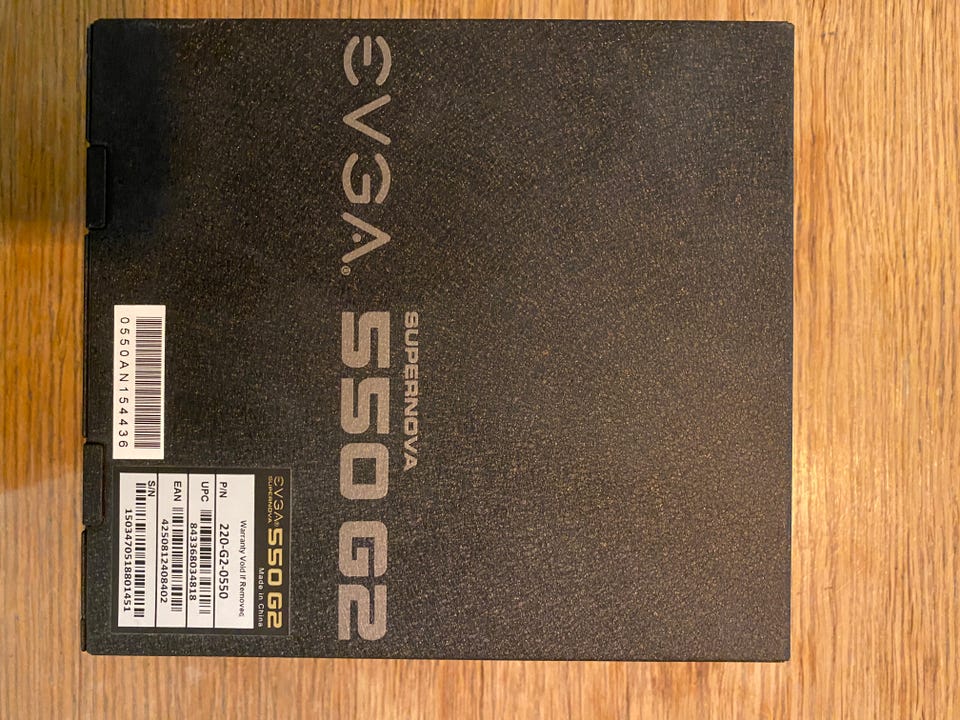 EVGA®
SUPERNOVA
550 G2
0550AN154436
EVGA®
SUPERNOVA
550 G2
Made in China
Warranty Void If Removed
P/N 220-G2-0550
UPC 843368034818
EAN 4250812408402
S/N 1503470518801451